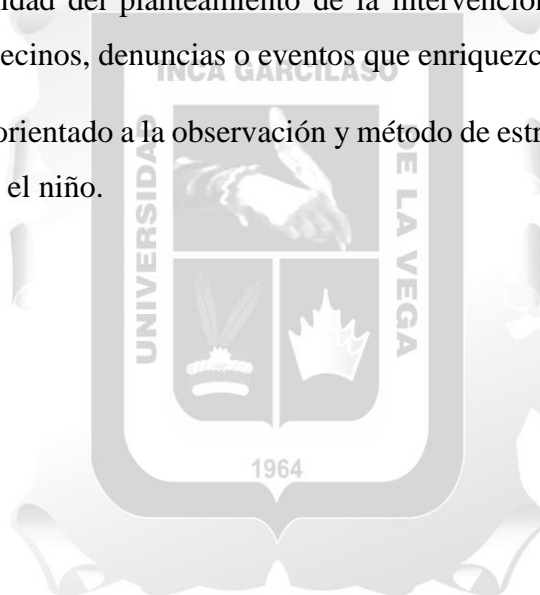 idad del planteamiento de la intervención
ecinos, denuncias o eventos que enriquezc
INCA GARCILASO
orientado a la observación y método de estr
el niño.
UNIVERSIDAD
DE LA VEGA
1964